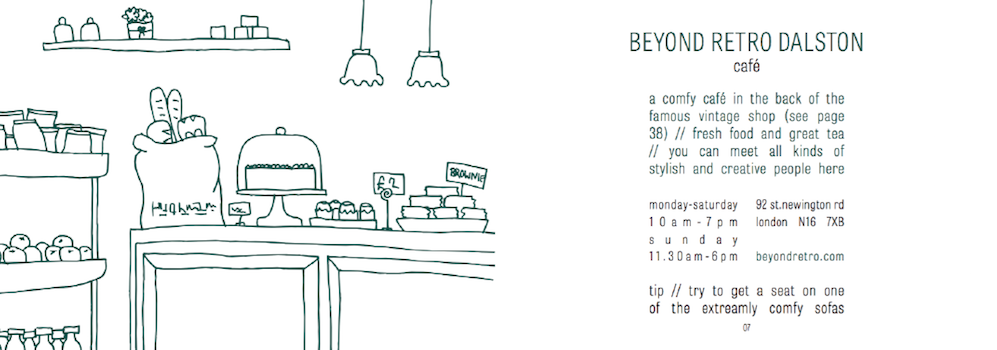 £2
BROWNIE
BEYOND RETRO DALSTON
café
a comfy café in the back of the
famous vintage shop (see page
38) // fresh food and great tea
// you can meet all kinds of
stylish and creative people here
monday-saturday
10am-7pm
sunday
11.30am-6pm
92 st.newington rd
london N16 7XB
beyondretro.com
tip // try to get a seat on one
of the extreamly comfy sofas
07